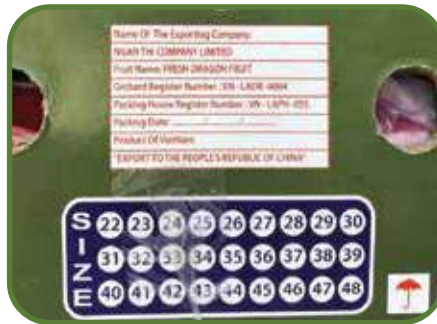 Name Of The Exporting Company:
COMPANY LIMITED
Fruit Name: FRESH DRAGON FRUIT
Orchard Register Number : VN -
Packing House Register Number : VN -
Packing Date: / /
Product Of VietNam
"EXPORT TO THE PEOPLE'S REPUBLIC OF CHINA"
SIZE
22 23 24 25 26 27 28 29 30
31 32 33 34 35 36 37 38 39
40 41 42 43 44 45 46 47 48